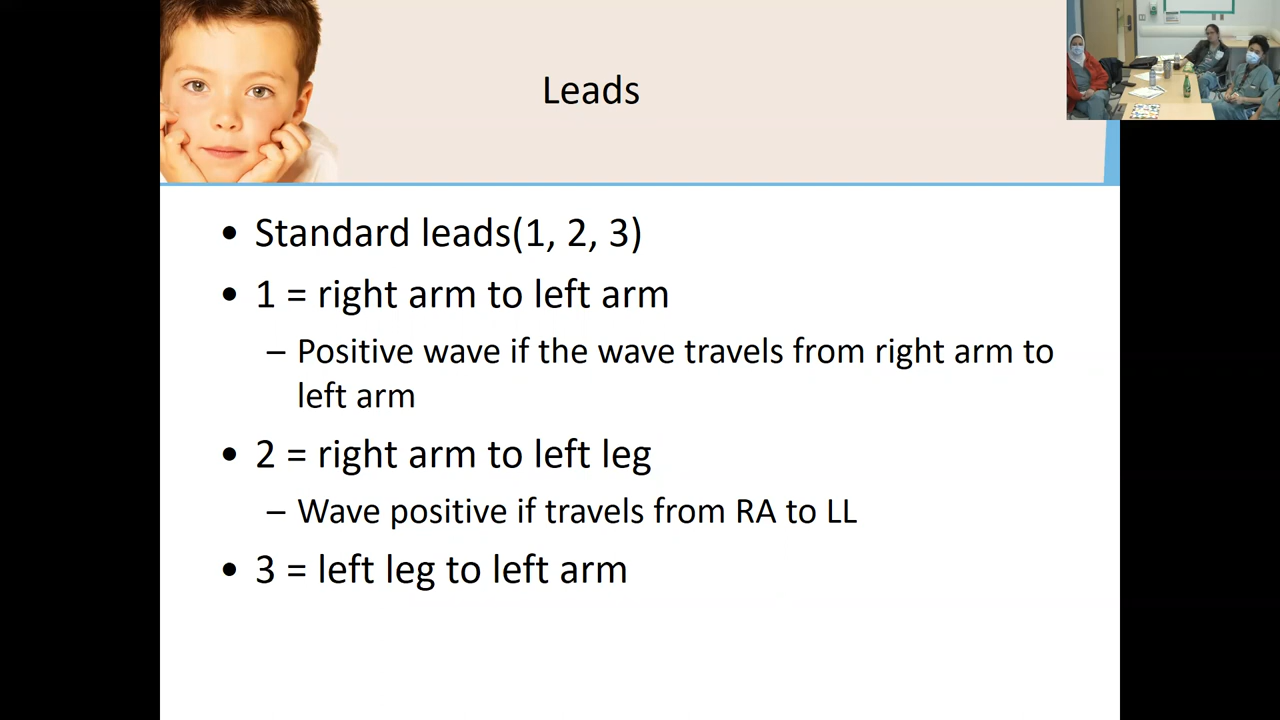 Leads
• Standard leads(1, 2, 3)
• 1 = right arm to left arm
– Positive wave if the wave travels from right arm to
left arm
• 2 = right arm to left leg
– Wave positive if travels from RA to LL
• 3 = left leg to left arm